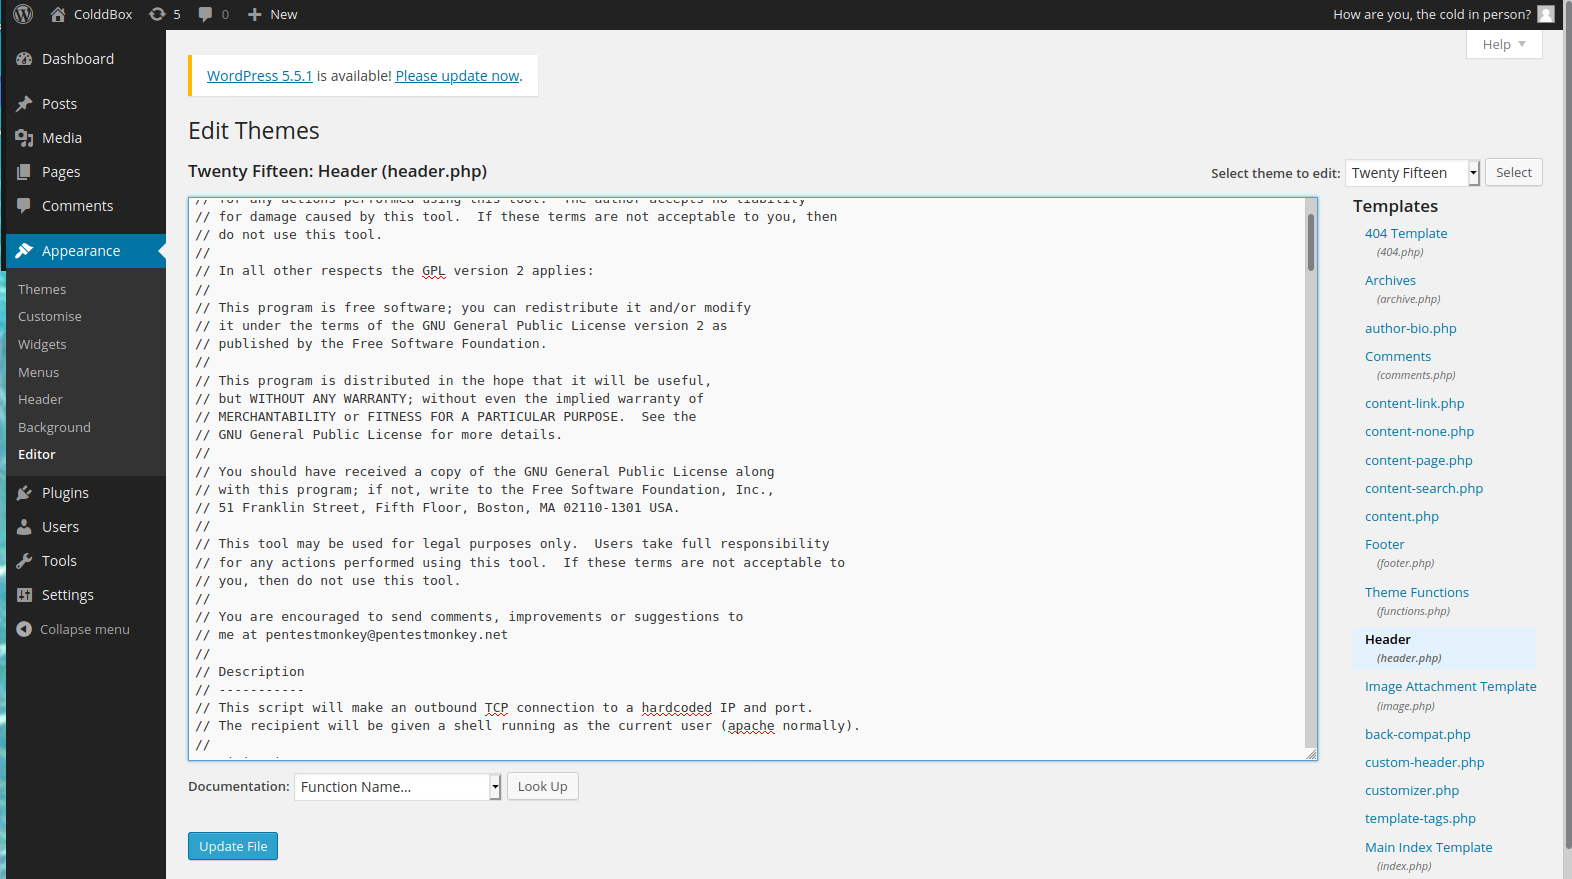 ColddBox
5
0
New
How are you, the cold in person?
Help
Dashboard
Posts
Media
Pages
Comments
Appearance
Themes
Customise
Widgets
Menus
Header
Background
Editor
Plugins
Users
Tools
Settings
Collapse menu
WordPress 5.5.1 is available! Please update now.
Edit Themes
Twenty Fifteen: Header (header.php)
Select theme to edit:
Twenty Fifteen
Select
// for any actions performed using this tool.  The author accepts no liability
// for damage caused by this tool.  If these terms are not acceptable to you, then
// do not use this tool.
//
// In all other respects the GPL version 2 applies:
//
// This program is free software; you can redistribute it and/or modify
// it under the terms of the GNU General Public License version 2 as
// published by the Free Software Foundation.
//
// This program is distributed in the hope that it will be useful,
// but WITHOUT ANY WARRANTY; without even the implied warranty of
// MERCHANTABILITY or FITNESS FOR A PARTICULAR PURPOSE.  See the
// GNU General Public License for more details.
//
// You should have received a copy of the GNU General Public License along
// with this program; if not, write to the Free Software Foundation, Inc.,
// 51 Franklin Street, Fifth Floor, Boston, MA 02110-1301 USA.
//
// This tool may be used for legal purposes only.  Users take full responsibility
// for any actions performed using this tool.  If these terms are not acceptable to
// you, then do not use this tool.
//
// You are encouraged to send comments, improvements or suggestions to
// me at pentestmonkey@pentestmonkey.net
//
// Description
// -----------
// This script will make an outbound TCP connection to a hardcoded IP and port.
// The recipient will be given a shell running as the current user (apache normally).
//
Documentation:
Function Name...
Look Up
Update File
Templates
404 Template
(404.php)
Archives
(archive.php)
author-bio.php
Comments
(comments.php)
content-link.php
content-none.php
content-page.php
content-search.php
content.php
Footer
(footer.php)
Theme Functions
(functions.php)
Header
(header.php)
Image Attachment Template
(image.php)
back-compat.php
custom-header.php
customizer.php
template-tags.php
Main Index Template
(index.php)